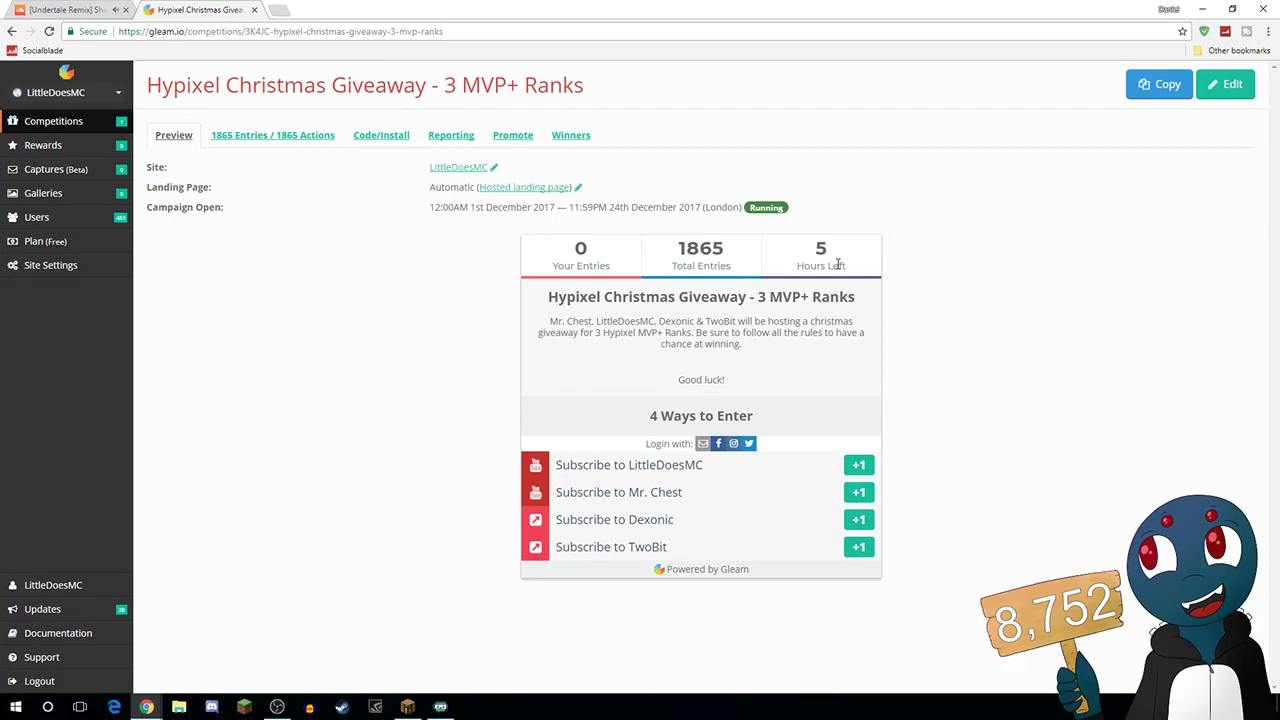 [Undertale Remix] Sh
Hypixel Christmas Giveaw
Daniel
Secure
https://gleam.io/competitions/3K4JC-hypixel-christmas-giveaway-3-mvp-ranks
Socialblade
Other bookmarks
LittleDoesMC
Competitions 1
Rewards 0
Captures (Beta) 0
Galleries 0
Users 483
Plan (Free)
Site Settings
LittleDoesMC
Updates 28
Documentation
Support
Logout
Hypixel Christmas Giveaway - 3 MVP+ Ranks
Copy
Edit
Preview
1865 Entries / 1865 Actions
Code/Install
Reporting
Promote
Winners
Site: LittleDoesMC
Landing Page: Automatic (Hosted landing page)
Campaign Open: 12:00AM 1st December 2017 — 11:59PM 24th December 2017 (London) Running
0 1865 5
Your Entries Total Entries Hours Left
Hypixel Christmas Giveaway - 3 MVP+ Ranks
Mr. Chest, LittleDoesMC, Dexonic & TwoBit will be hosting a christmas
giveaway for 3 Hypixel MVP+ Ranks. Be sure to follow all the rules to have a
chance at winning.
Good luck!
4 Ways to Enter
Login with:
Subscribe to LittleDoesMC +1
Subscribe to Mr. Chest +1
Subscribe to Dexonic +1
Subscribe to TwoBit +1
Powered by Gleam
8,752